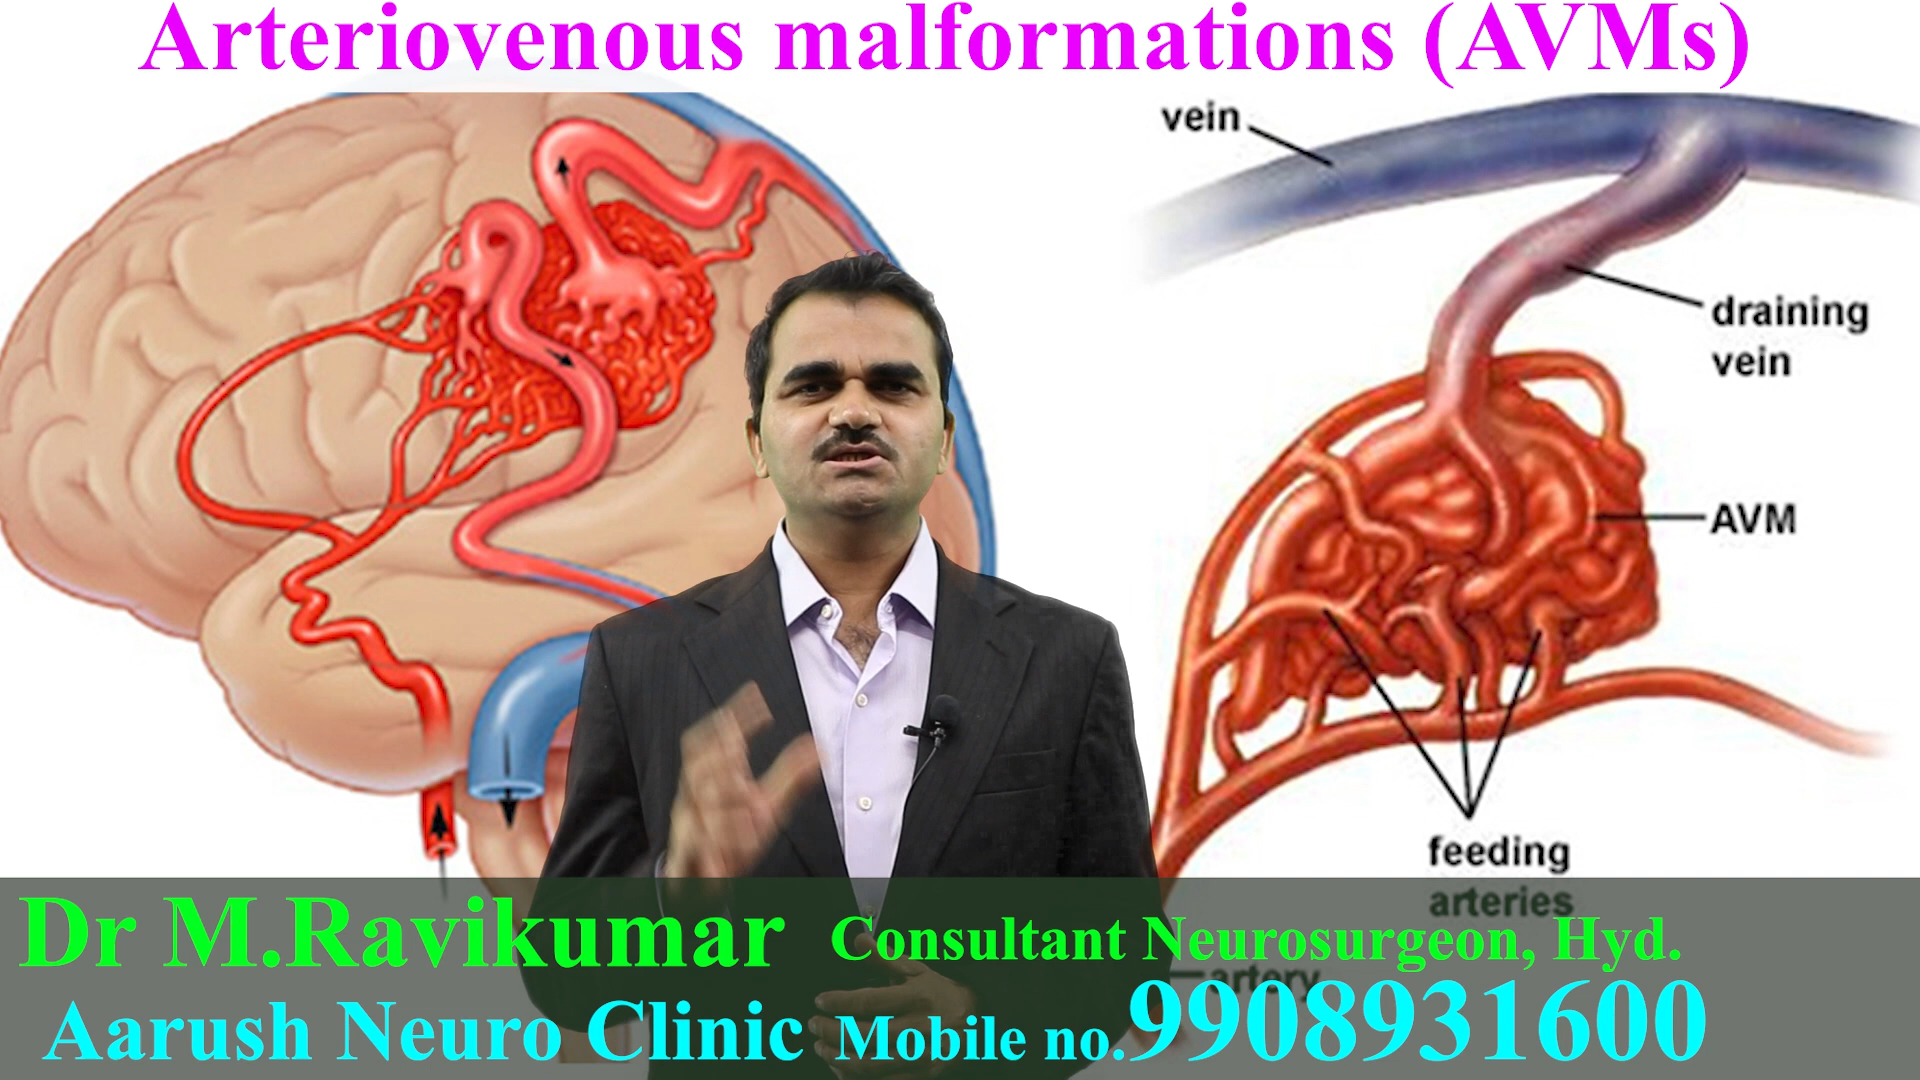 Arteriovenous malformations (AVMs)
vein
draining
vein
AVM
feeding
arteries
artery
Dr M.Ravikumar Consultant Neurosurgeon, Hyd.
Aarush Neuro Clinic Mobile no.9908931600